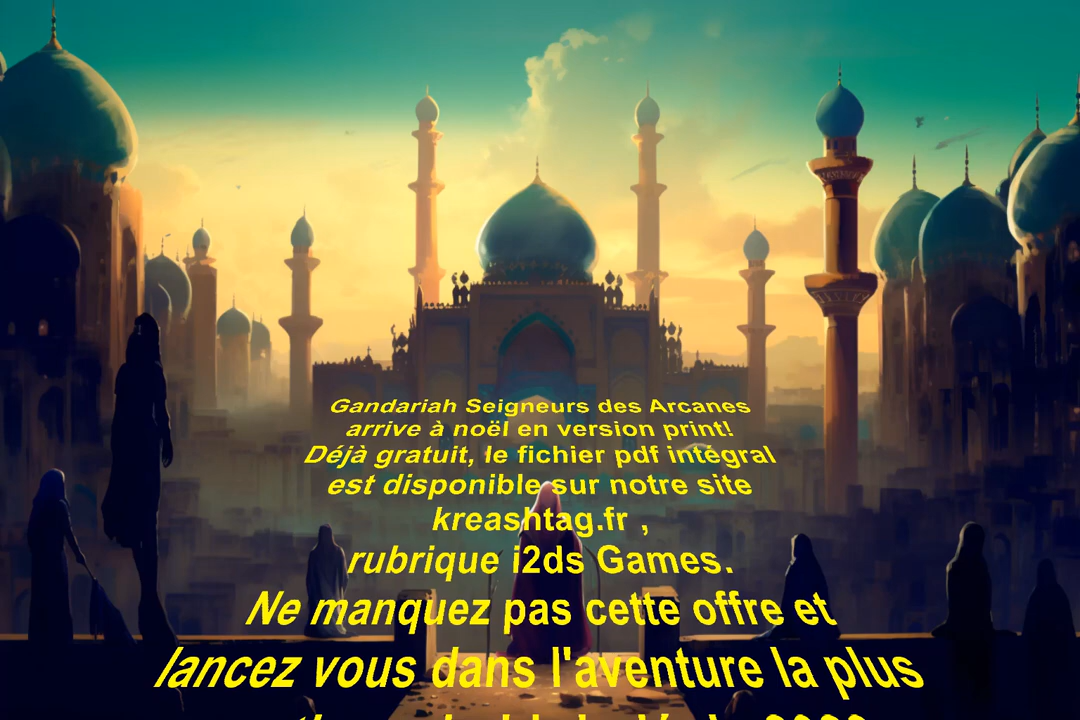 Gandariah Seigneurs des Arcanes
arrive à noël en version print!
Déjà gratuit, le fichier pdf intégral
est disponible sur notre site
kreashtag.fr ,
rubrique i2ds Games.
Ne manquez pas cette offre et
lancez vous dans l'aventure la plus